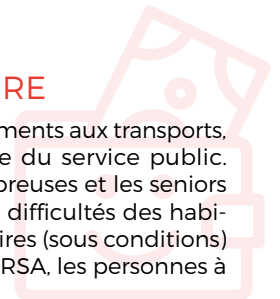 RE
ments aux transports,
e du service public.
breuses et les seniors
difficultés des habi-
ires (sous conditions)
RSA, les personnes à